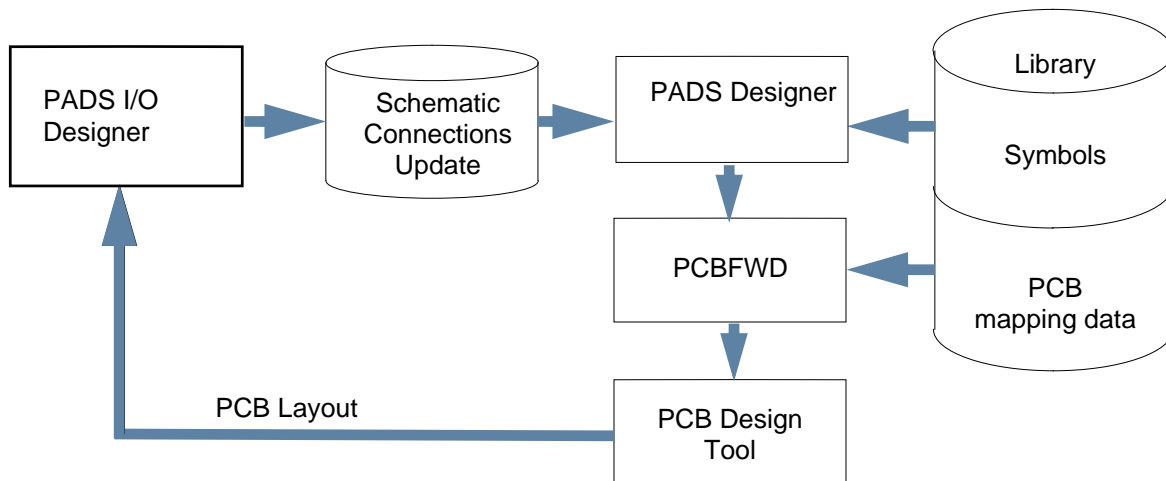 PADS I/O
Designer
Schematic
Connections
Update
PADS Designer
Library
Symbols
PCBFWD
PCB
mapping data
PCB Layout
PCB Design
Tool